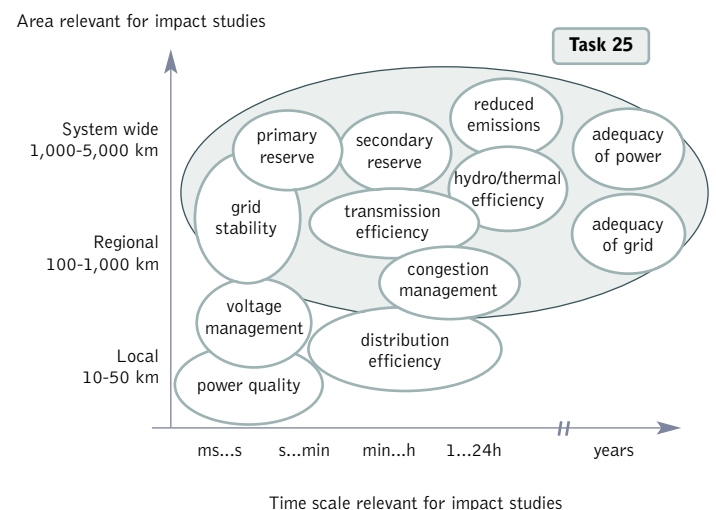 Area relevant for impact studies
Task 25
System wide
1,000-5,000 km
Regional
100-1,000 km
Local
10-50 km
primary
reserve
secondary
reserve
reduced
emissions
adequacy
of power
grid
stability
transmission
efficiency
hydro/thermal
efficiency
adequacy
of grid
congestion
management
voltage
management
distribution
efficiency
power quality
ms...s
s...min
min...h
1...24h
years
Time scale relevant for impact studies